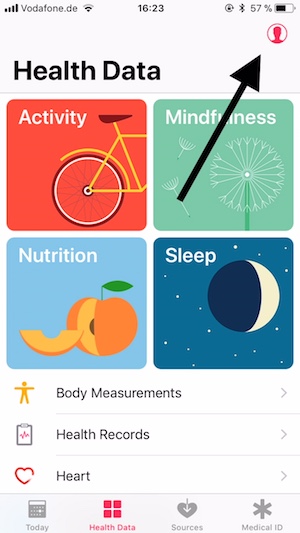 Vodafone.de 16:23 57 %
Health Data
Activity Mindfulness
Nutrition Sleep
Body Measurements
Health Records
Heart
Today Health Data Sources Medical ID